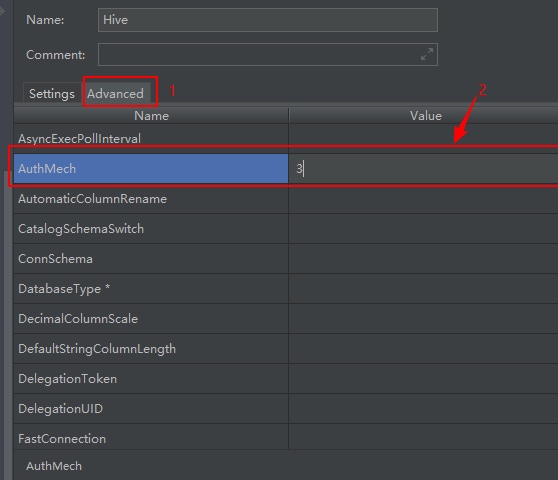 Name: Hive
Comment:
Settings Advanced 1 2
Name Value
AsyncExecPollInterval
AuthMech 3
AutomaticColumnRename
CatalogSchemaSwitch
ConnSchema
DatabaseType *
DecimalColumnScale
DefaultStringColumnLength
DelegationToken
DelegationUID
FastConnection
AuthMech